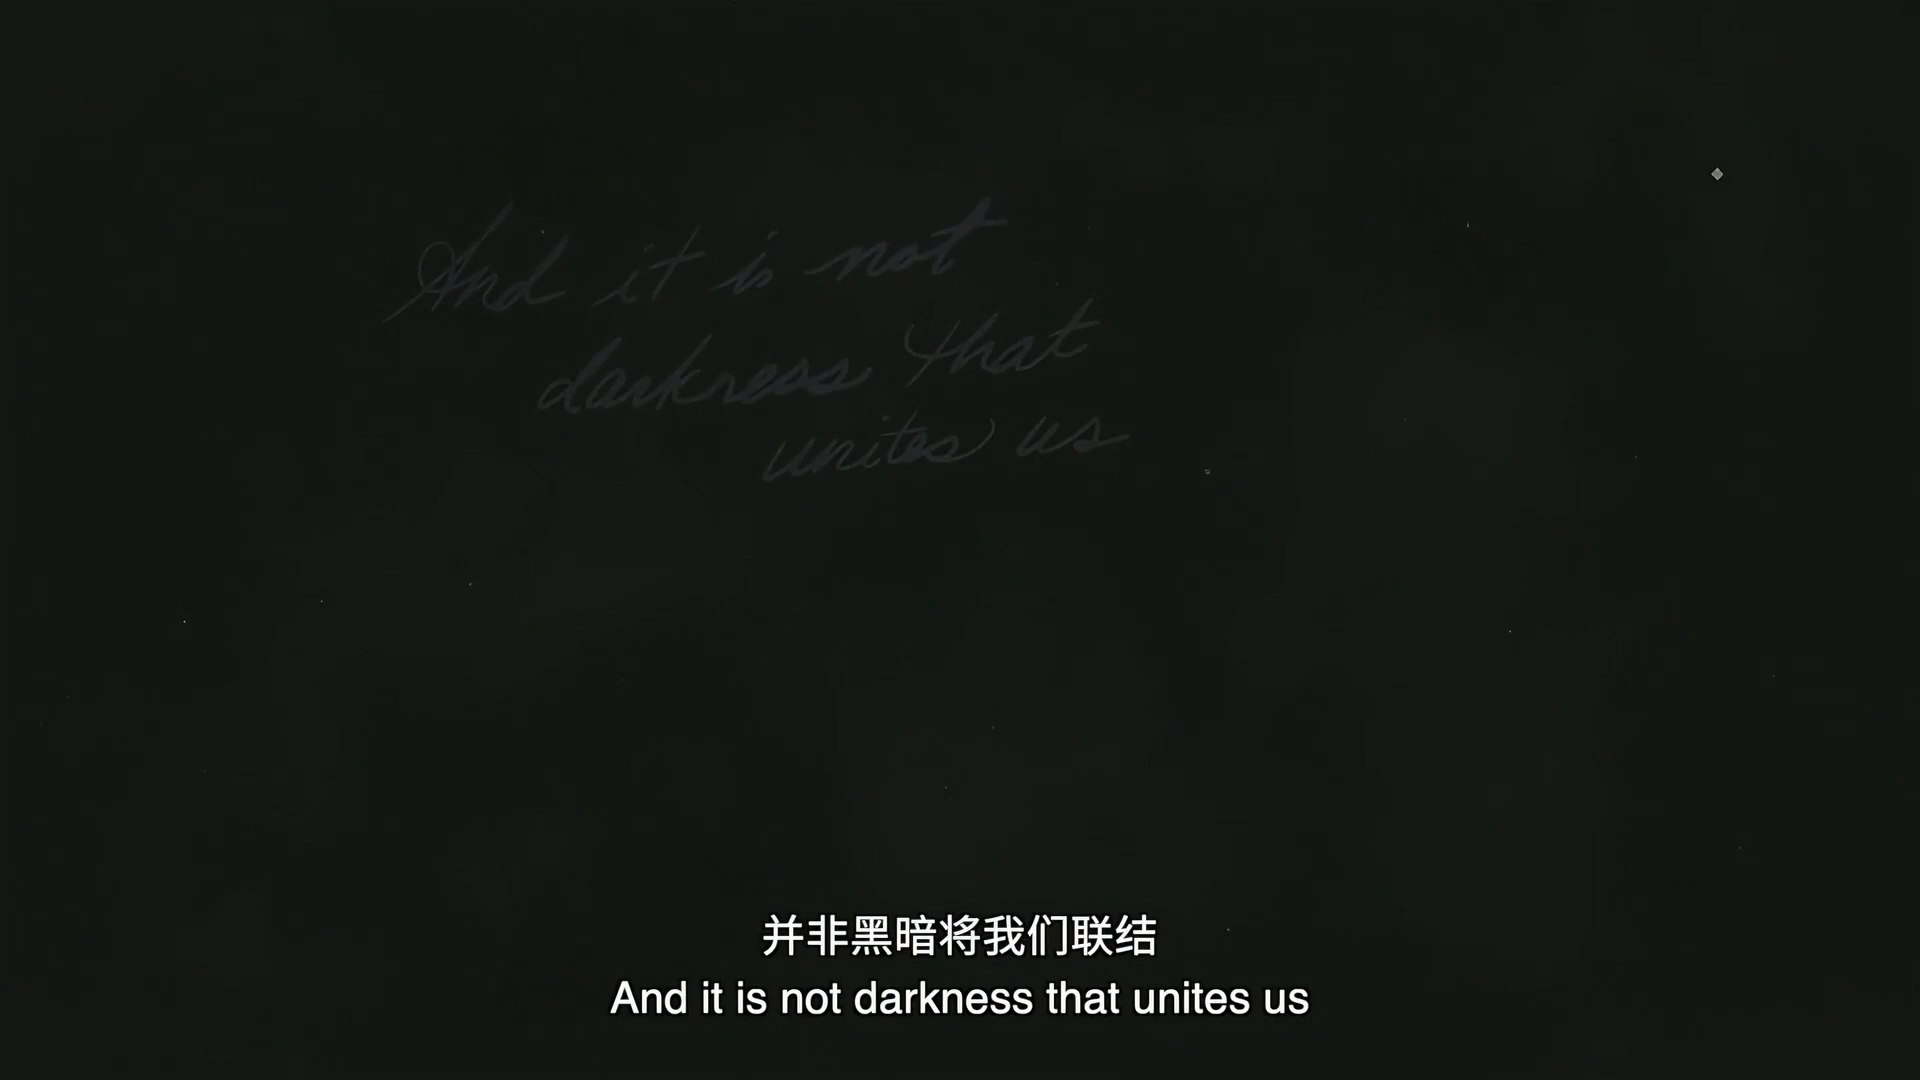 And it is not
darkness that
unites us
并非黑暗将我们联结
And it is not darkness that unites us